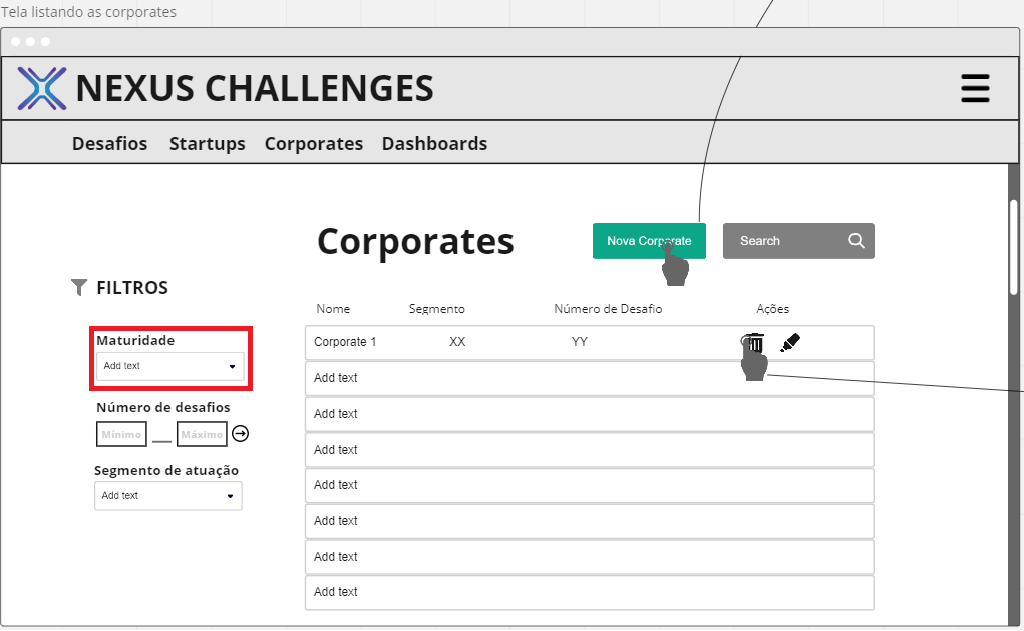 Tela listando as corporates
NEXUS CHALLENGES
Desafios Startups Corporates Dashboards
Corporates
Nova Corporate
Search
FILTROS
Maturidade
Add text
Número de desafios
Mínimo __ Máximo
Segmento de atuação
Add text
Nome Segmento Número de Desafio Ações
Corporate 1 XX YY
Add text
Add text
Add text
Add text
Add text
Add text
Add text